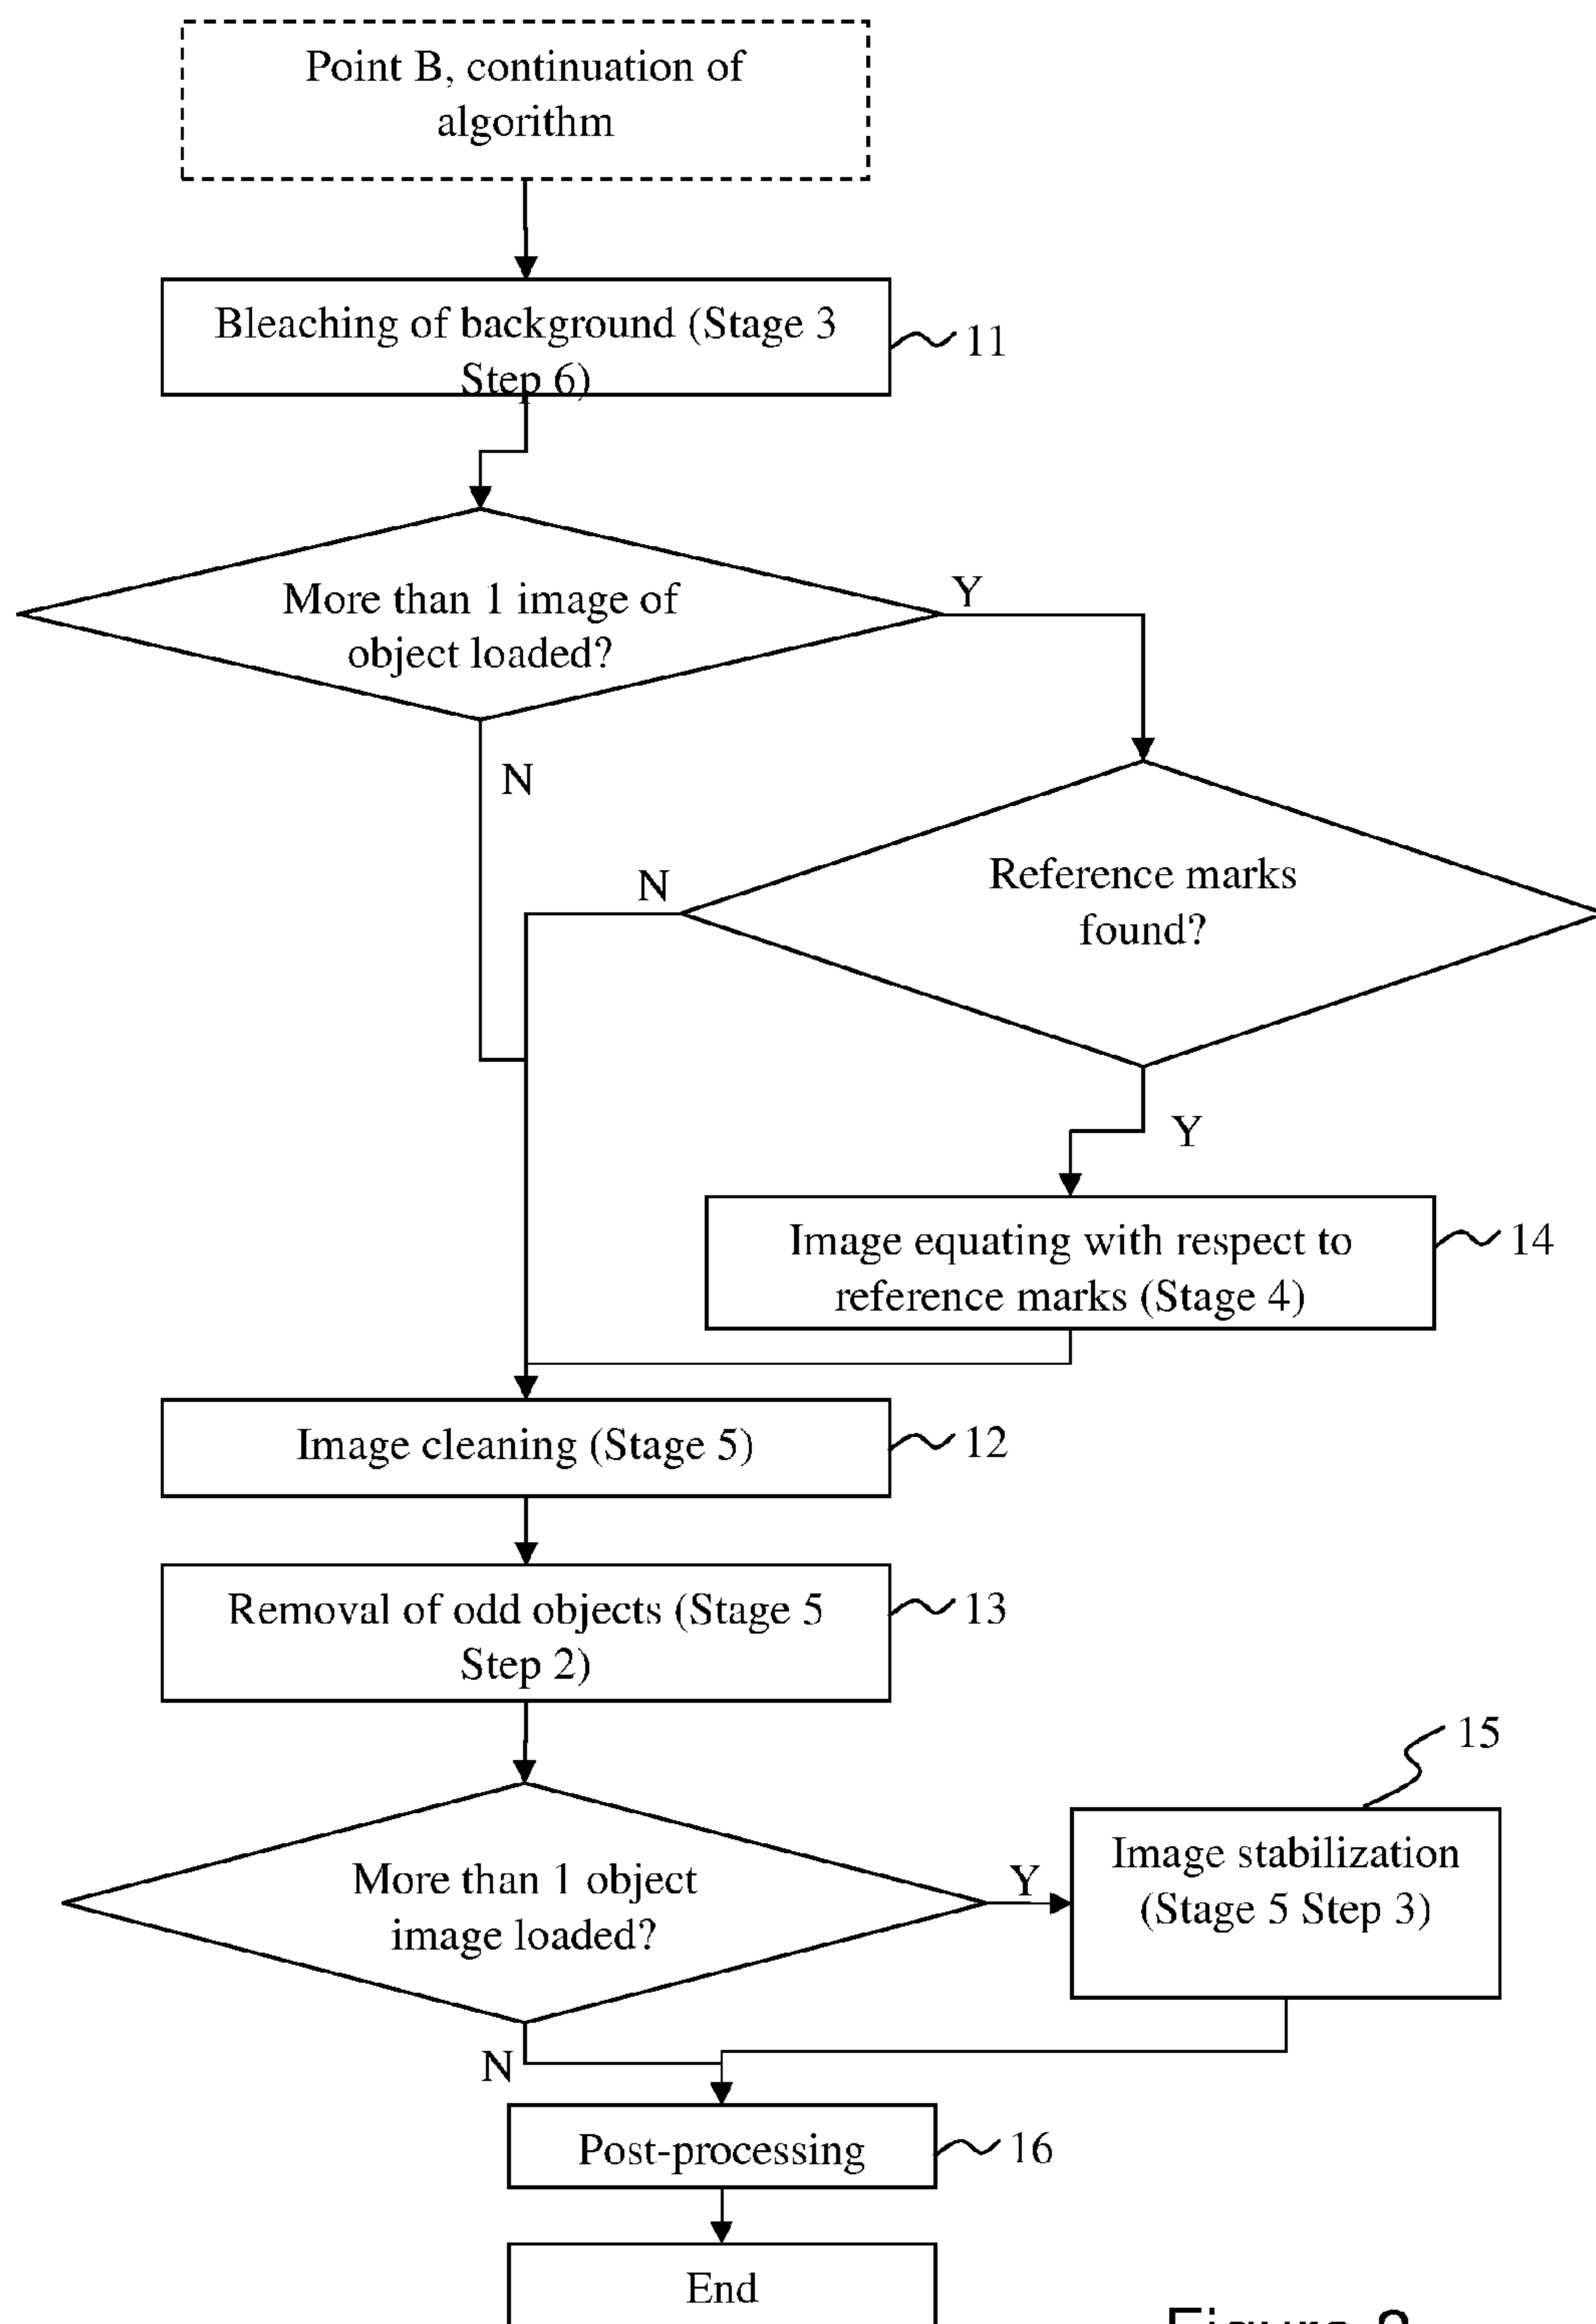 Point B, continuation of
algorithm
Bleaching of background (Stage 3
Step 6)
11
More than 1 image of
object loaded?
Y
N
Reference marks
found?
N
Y
Image equating with respect to
reference marks (Stage 4)
14
Image cleaning (Stage 5)
12
Removal of odd objects (Stage 5
Step 2)
13
15
More than 1 object
image loaded?
Y
Image stabilization
(Stage 5 Step 3)
N
Post-processing
16
End
Figure